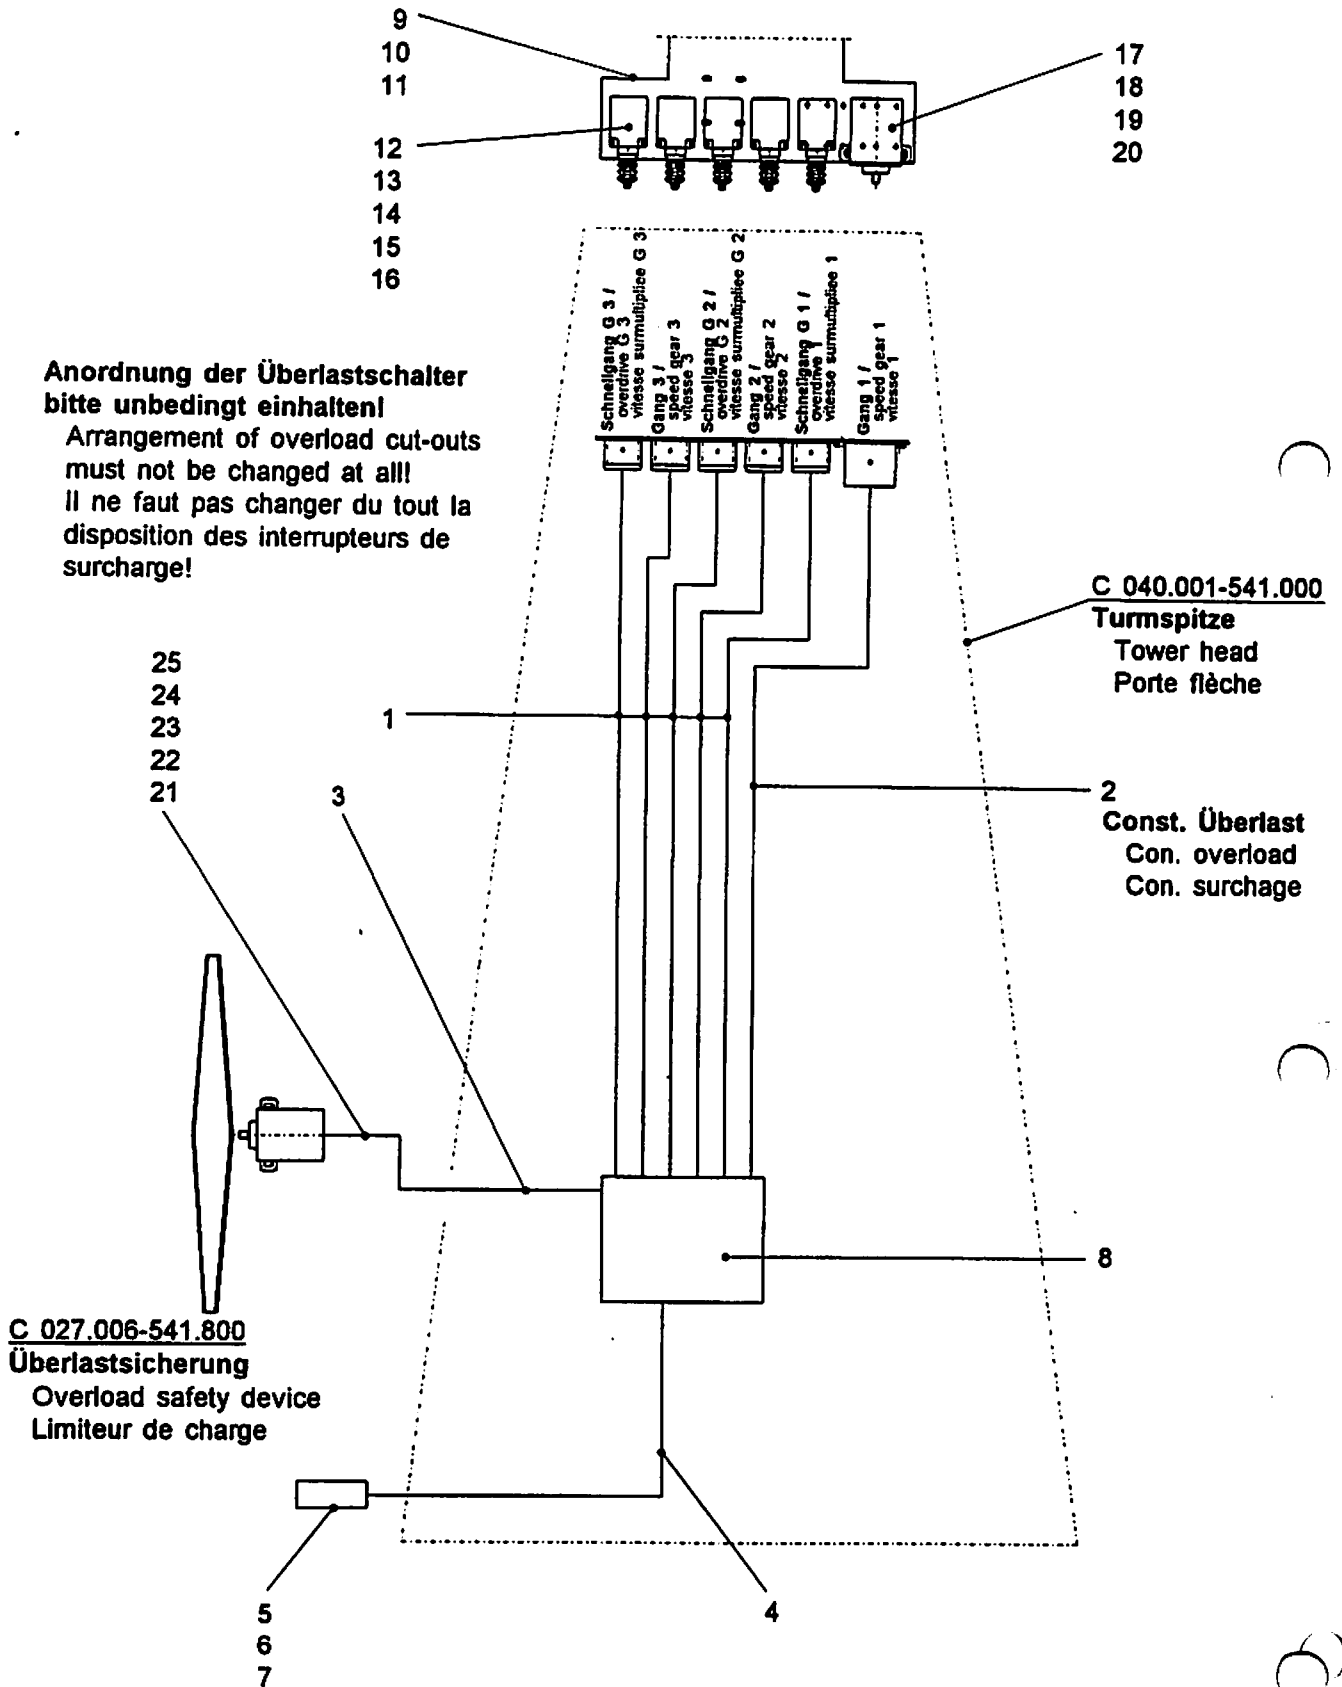 9
10
11
12
13
14
15
16
17
18
19
20
Schnellgang G 3 /
overdrive G 3
vitesse surmultipliee G 3
Gang 3 /
speed gear 3
vitesse 3
Schnellgang G 2 /
overdrive G 2
vitesse surmultipliee G 2
Gang 2 /
speed gear 2
vitesse 2
Schnellgang G 1 /
overdrive 1
vitesse surmultipliee 1
Gang 1 /
speed gear 1
vitesse 1
Anordnung der Überlastschalter
bitte unbedingt einhalten!
Arrangement of overload cut-outs
must not be changed at all!
Il ne faut pas changer du tout la
disposition des interrupteurs de
surcharge!
C 040.001-541.000
Turmspitze
Tower head
Porte flèche
25
24
23
22
21
1
3
2
Const. Überlast
Con. overload
Con. surchage
8
C 027.006-541.800
Überlastsicherung
Overload safety device
Limiteur de charge
5
6
7
4